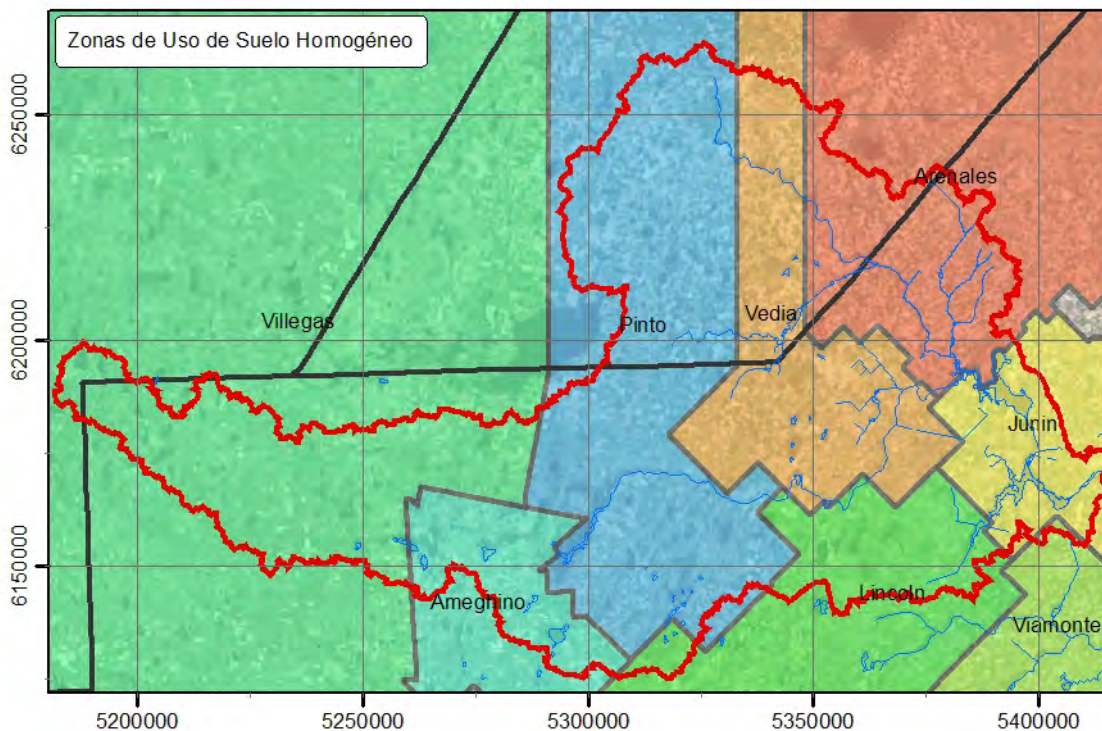 Zonas de Uso de Suelo Homogéneo
6250000
Arenales
Villegas
Pinto
Vedia
6200000
Junin
6150000
Ameghino
Lincoln
Viamonte
5200000
5250000
5300000
5350000
5400000